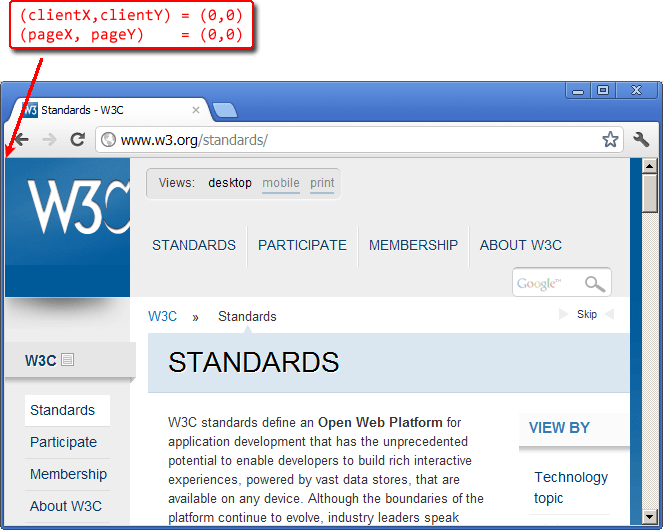 (clientX,clientY) = (0,0)
(pageX, pageY) = (0,0)
W3 Standards - W3C
www.w3.org/standards/
W3C
Views: desktop mobile print
STANDARDS PARTICIPATE MEMBERSHIP ABOUT W3C
Google™
W3C » Standards
Skip
W3C
STANDARDS
Standards
Participate
Membership
About W3C
W3C standards define an Open Web Platform for
application development that has the unprecedented
potential to enable developers to build rich interactive
experiences, powered by vast data stores, that are
available on any device. Although the boundaries of the
platform continue to evolve, industry leaders speak
VIEW BY
Technology
topic